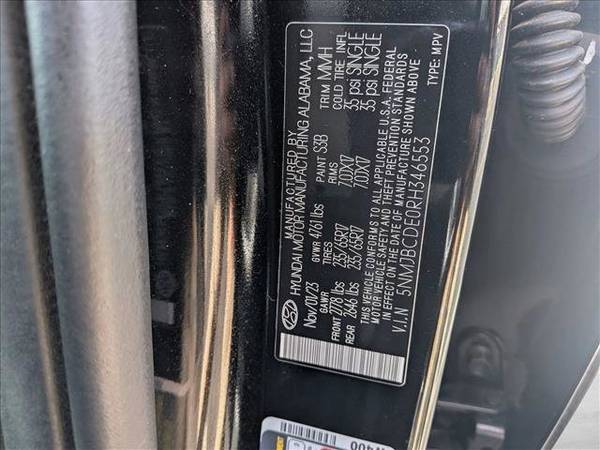 MANUFACTURED BY
HYUNDAI MOTOR MANUFACTURING ALABAMA, LLC
Nov/01/23 GVWR 4761 lbs PAINT S3B TRIM MMH
GAWR TIRES RIMS COLD TIRE INFL
FRONT 2778 lbs 235/65R17 7.0JX17 35 psi SINGLE
REAR 2646 lbs 235/65R17 7.0JX17 35 psi SINGLE
THIS VEHICLE CONFORMS TO ALL APPLICABLE U.S.A. FEDERAL
MOTOR VEHICLE SAFETY AND THEFT PREVENTION STANDARDS
IN EFFECT ON THE DATE OF MANUFACTURE SHOWN ABOVE
V.I.N 5NMJBCDE0RH346553 TYPE: MPV